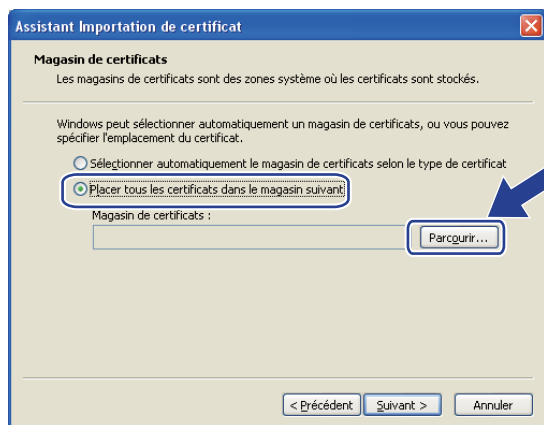 Assistant Importation de certificat
Magasin de certificats
Les magasins de certificats sont des zones système où les certificats sont stockés.
Windows peut sélectionner automatiquement un magasin de certificats, ou vous pouvez
spécifier l'emplacement du certificat.
Sélectionner automatiquement le magasin de certificats selon le type de certificat
Placer tous les certificats dans le magasin suivant
Magasin de certificats :
Parcourir...
< Précédent
Suivant >
Annuler